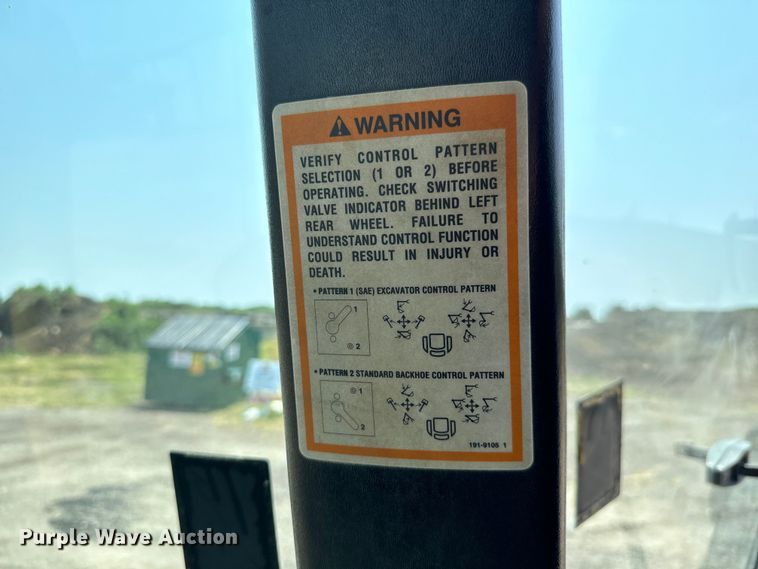 WARNING
VERIFY CONTROL PATTERN
SELECTION (1 OR 2) BEFORE
OPERATING. CHECK SWITCHING
VALVE INDICATOR BEHIND LEFT
REAR WHEEL. FAILURE TO
UNDERSTAND CONTROL FUNCTION
COULD RESULT IN INJURY OR
DEATH.
• PATTERN 1 (SAE) EXCAVATOR CONTROL PATTERN
1
2
• PATTERN 2 STANDARD BACKHOE CONTROL PATTERN
1
2
191-9105 1
Purple Wave Auction